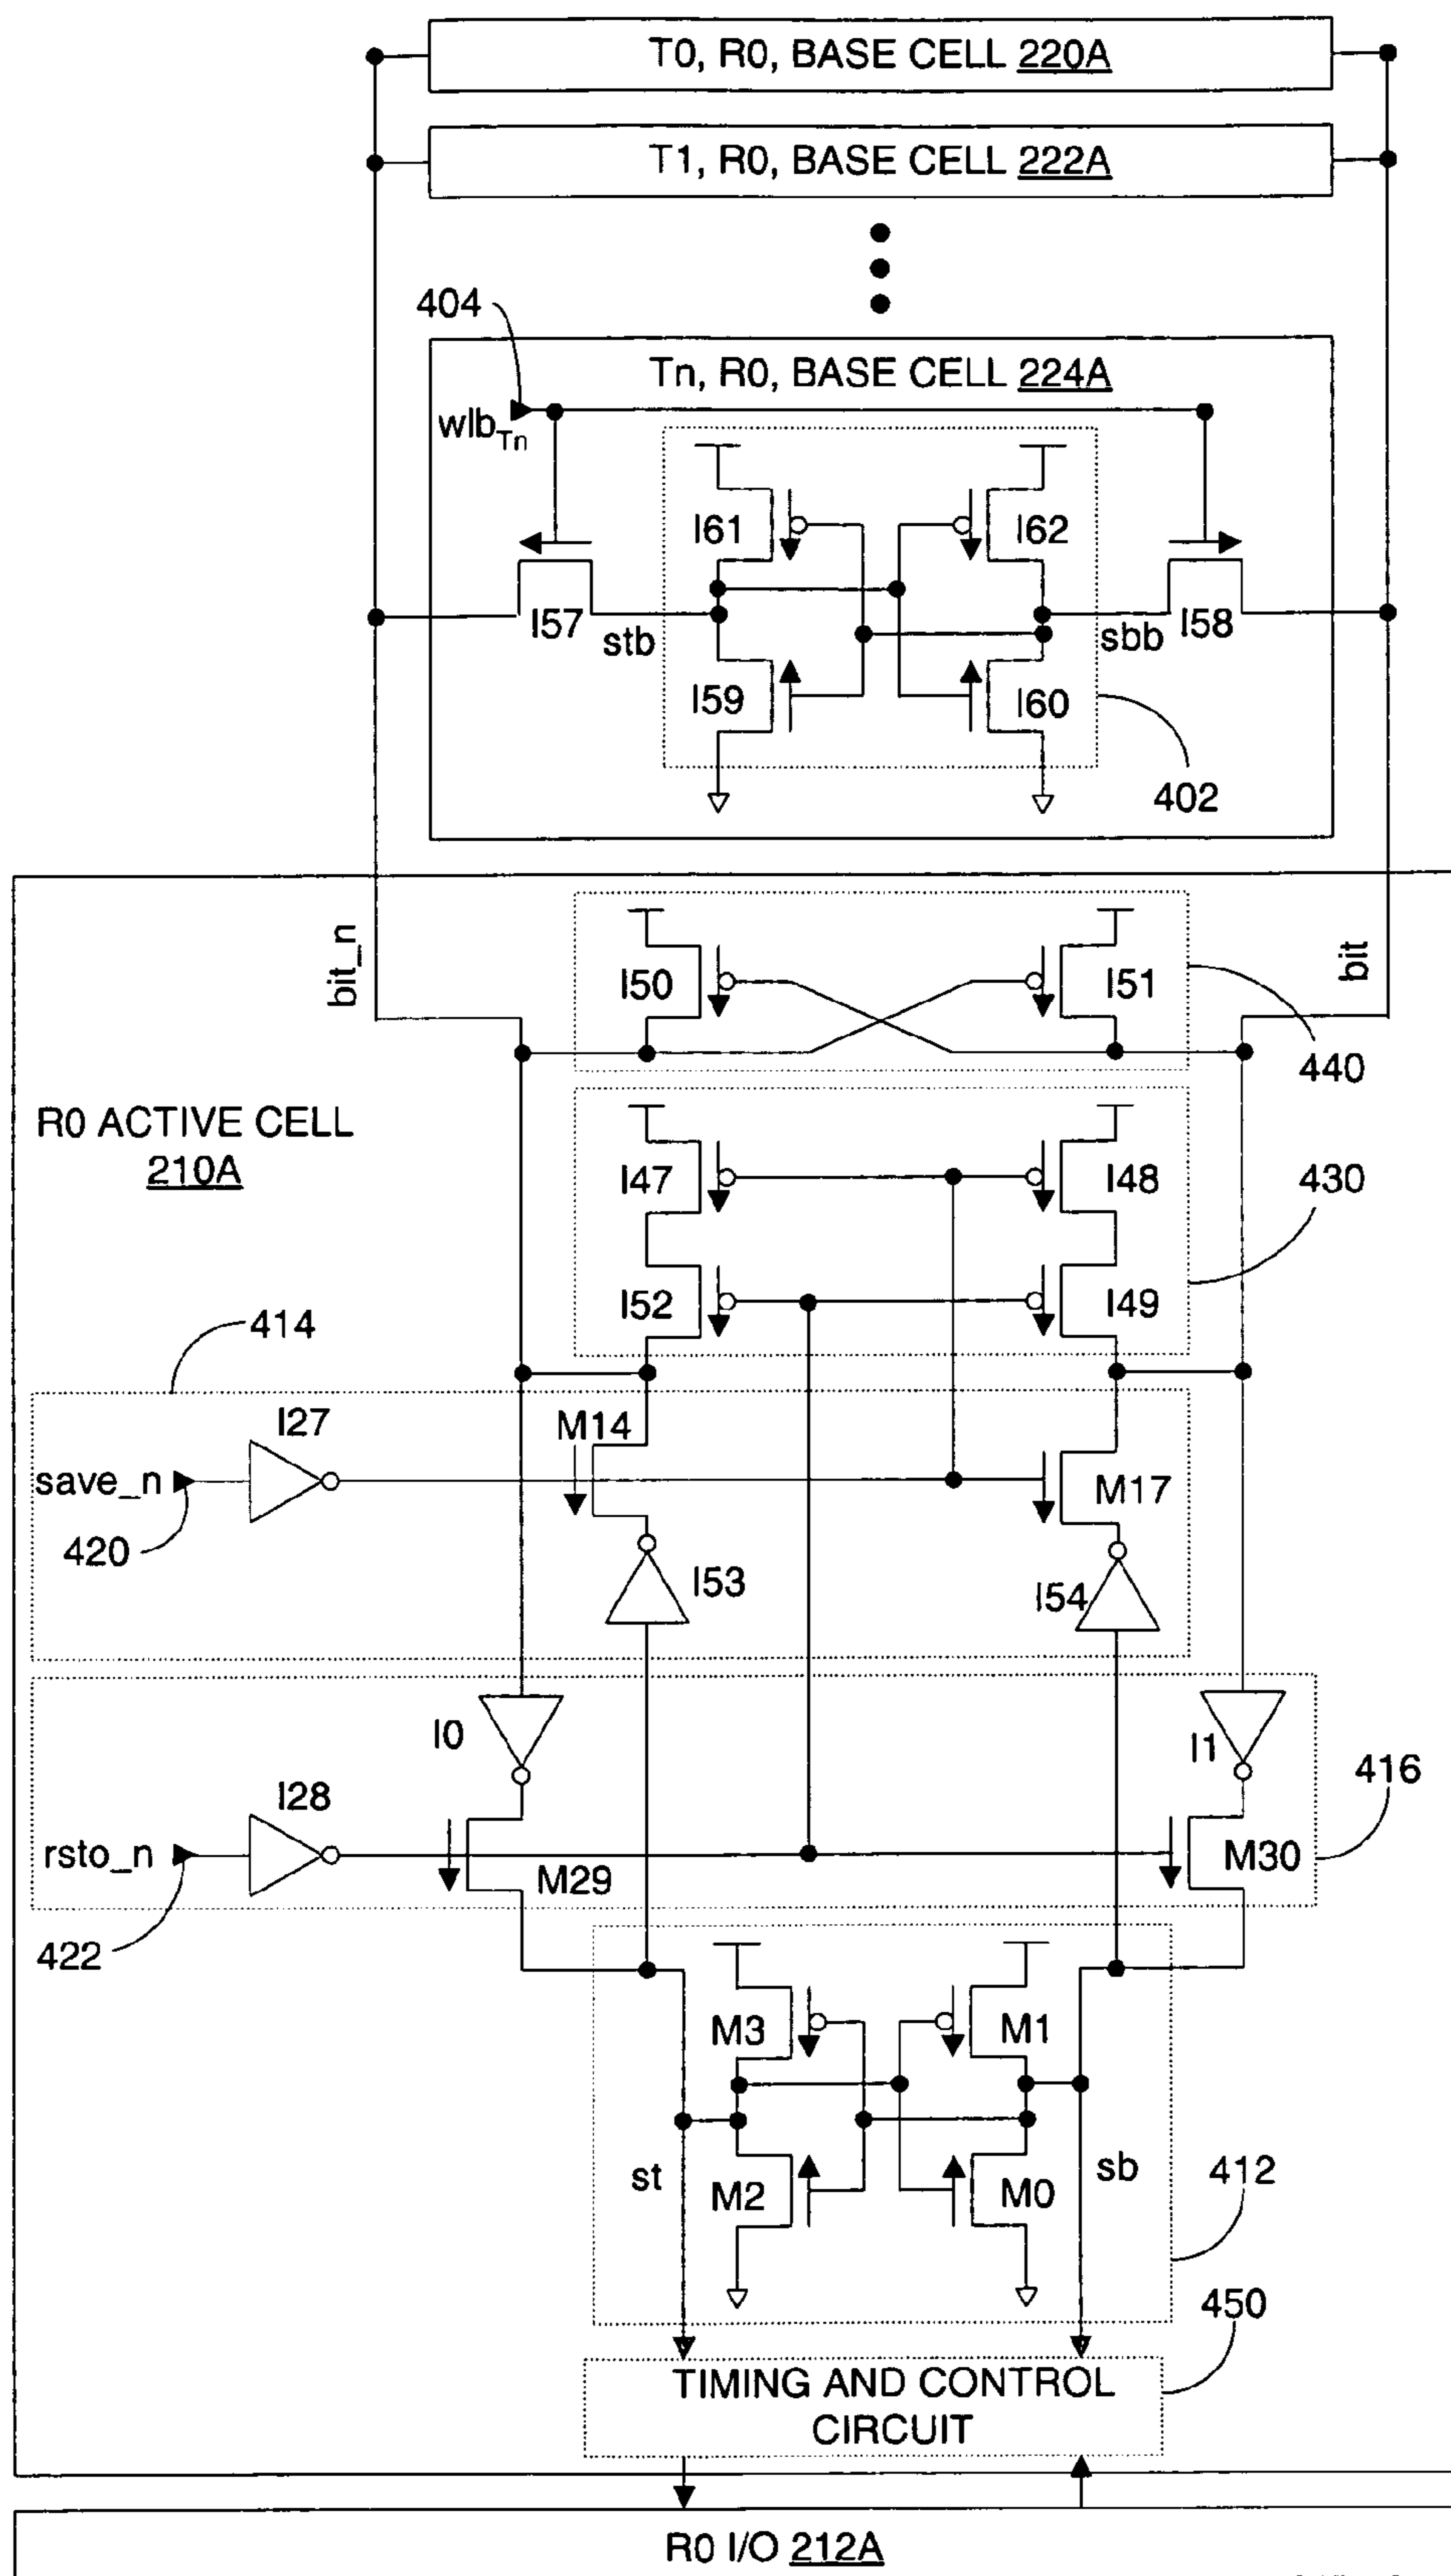 T0, R0, BASE CELL 220A
T1, R0, BASE CELL 222A
404
Tn, R0, BASE CELL 224A
wlbTn
I61
I62
I57
stb
sbb
I58
I59
I60
402
bit_n
bit
I50
I51
440
R0 ACTIVE CELL
210A
I47
I48
430
I52
I49
414
I27
M14
save_n
M17
420
I53
I54
I0
I1
I28
416
rsto_n
M29
M30
422
M3
M1
st
sb
M2
M0
412
450
TIMING AND CONTROL
CIRCUIT
R0 I/O 212A